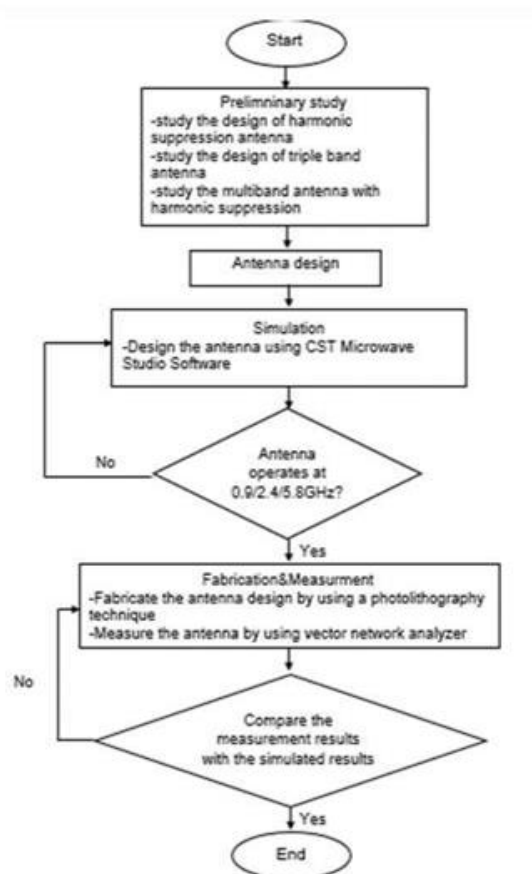 Start
Prelimninary study
-study the design of harmonic
suppression antenna
-study the design of triple band
antenna
-study the multiband antenna with
harmonic suppression
Antenna design
Simulation
-Design the antenna using CST Microwave
Studio Software
Antenna
operates at
0.9/2.4/5.8GHz?
No
Yes
Fabrication&Measurment
-Fabricate the antenna design by using a photolithography
technique
-Measure the antenna by using vector network analyzer
No
Compare the
measurement results
with the simulated results
Yes
End